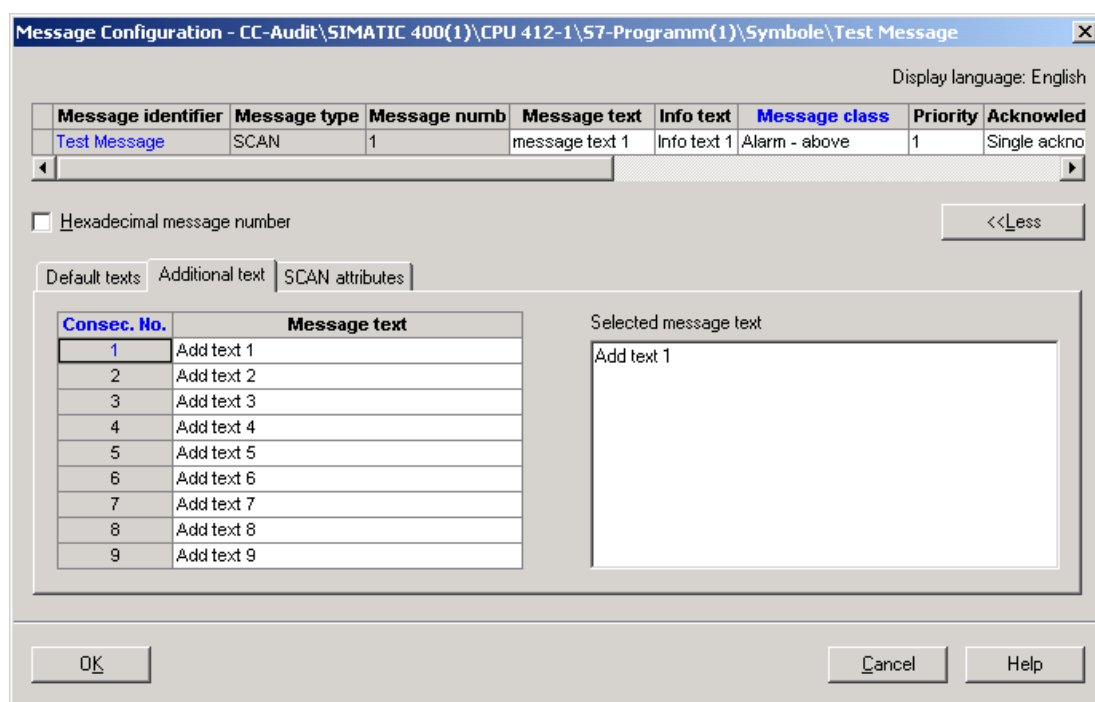 Message Configuration - CC-Audit\SIMATIC 400(1)\CPU 412-1\S7-Programm(1)\Symbole\Test Message
Display language: English
Message identifier Message type Message numb Message text Info text Message class Priority Acknowled
Test Message SCAN 1 message text 1 Info text 1 Alarm - above 1 Single ackno
Hexadecimal message number <<Less
Default texts Additional text SCAN attributes
Consec. No. Message text Selected message text
1 Add text 1 Add text 1
2 Add text 2
3 Add text 3
4 Add text 4
5 Add text 5
6 Add text 6
7 Add text 7
8 Add text 8
9 Add text 9
OK Cancel Help